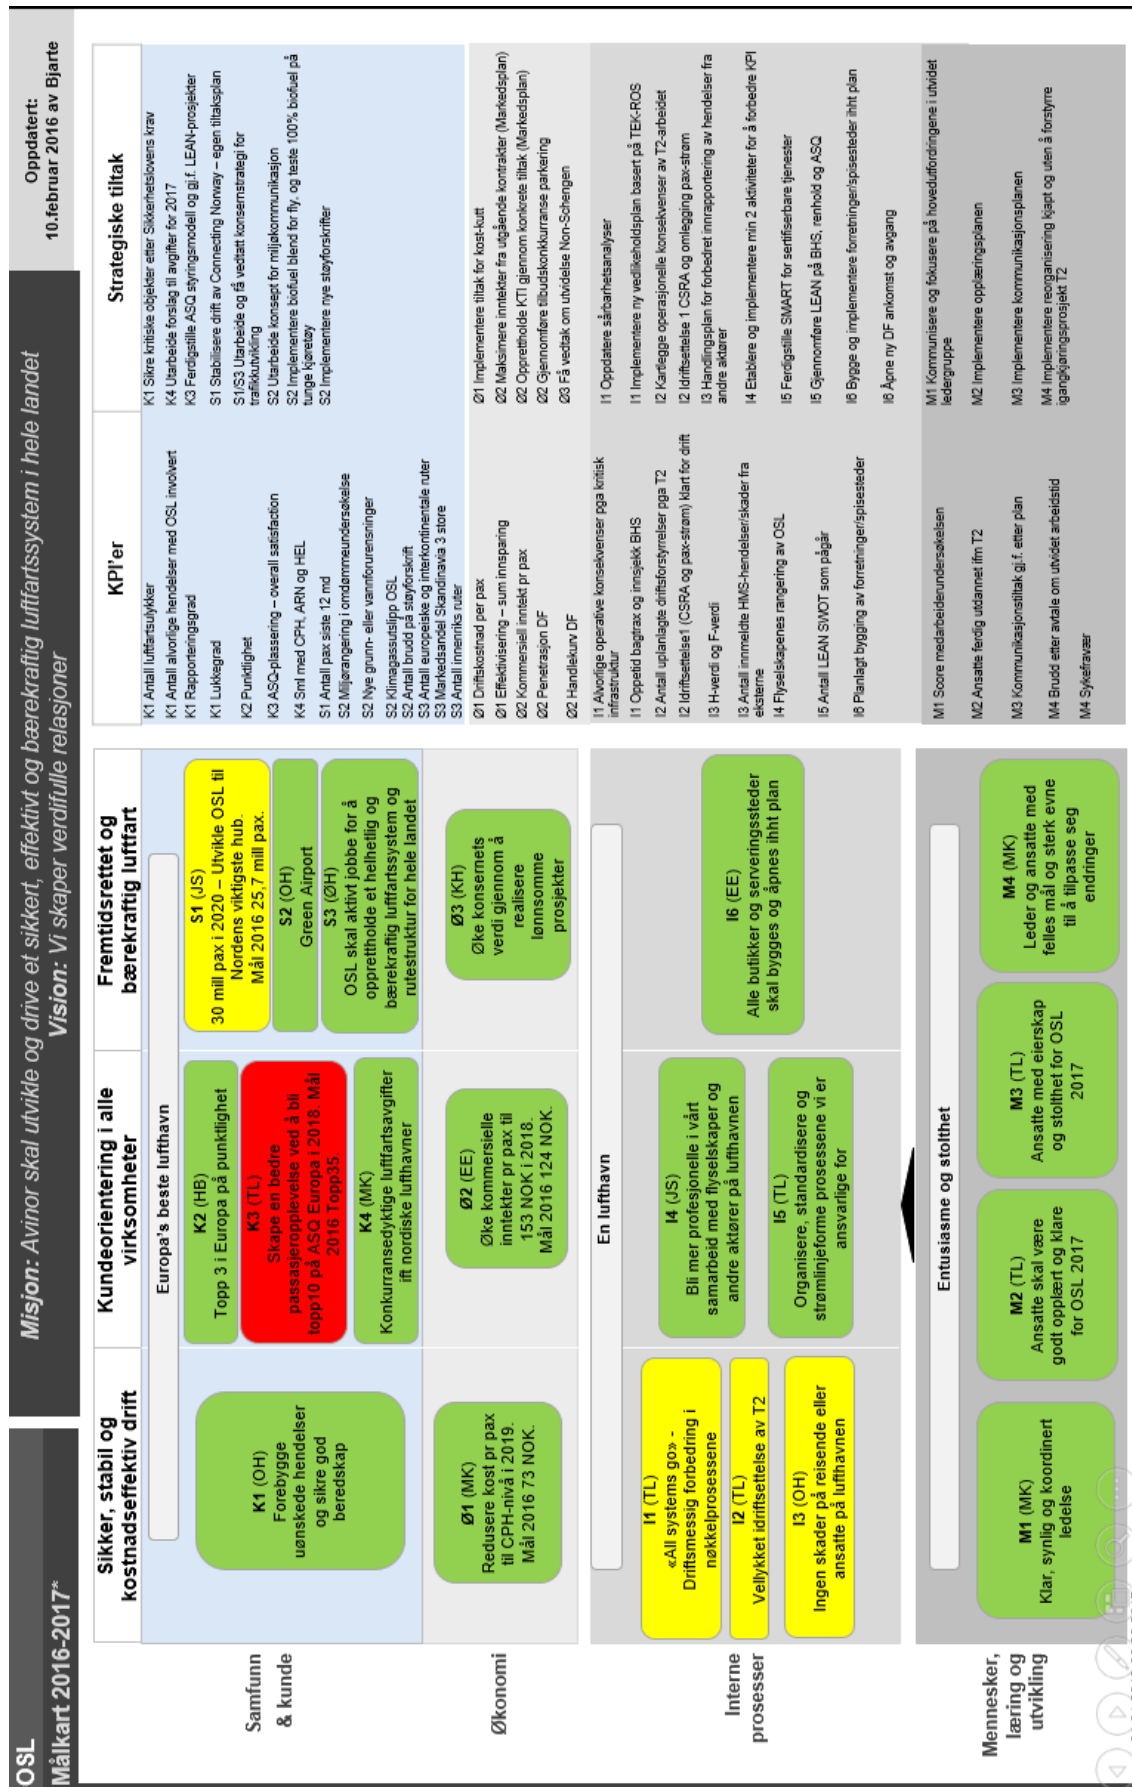 OSL
Målkart 2016-2017*
Misjon: Avinor skal utvikle og drive et sikkert, effektivt og bærekraftig luftfartssystem i hele landet
Vision: Vi skaper verdifulle relasjoner
Oppdatert:
10.februar 2016 av Bjarte
Sikker, stabil og
kostnadseffektiv drift
Kundeorientering i alle
virksomheter
Fremtidsrettet og
bærekraftig luftfart
KPI'er
Strategiske tiltak
Samfunn
& kunde
Europa's beste lufthavn
K1 (OH)
Forebygge
uønskede hendelser
og sikre god
beredskap
K2 (HB)
Topp 3 i Europa på punktlighet
K3 (TL)
Skape en bedre
passasjeropplevelse ved å bli
topp10 på ASQ Europa i 2018. Mål
2016 Topp35.
K4 (MK)
Konkurransedyktige luftfartsavgifter
ift nordiske lufthavner
S1 (JS)
30 mill pax i 2020 – Utvikle OSL til
Nordens viktigste hub.
Mål 2016 25,7 mill pax.
S2 (OH)
Green Airport
S3 (ØH)
OSL skal aktivt jobbe for å
opprettholde et helhetlig og
bærekraftig luftfartssystem og
rutestruktur for hele landet
K1 Antall luftfartsulykker
K1 Antall alvorlige hendelser med OSL involvert
K1 Rapporteringsgrad
K1 Lukkegrad
K2 Punktlighet
K3 ASQ-plassering – overall satisfaction
K4 Sml med CPH, ARN og HEL
S1 Antall pax siste 12 md
S2 Miljørangering i omdømmeundersøkelse
S2 Nye grunn- eller vannforurensninger
S2 Klimagassutslipp OSL
S2 Antall brudd på støyforskrift
S3 Antall europeiske og interkontinentale ruter
S3 Markedsandel Skandinavia 3 store
S3 Antall innenriks ruter
K1 Sikre kritiske objekter etter Sikkerhetslovens krav
K4 Utarbeide forslag til avgifter for 2017
K3 Ferdigstille ASQ styringsmodell og gj.f. LEAN-prosjekter
S1 Stabilisere drift av Connecting Norway – egen tiltaksplan
S1/S3 Utarbeide og få vedtatt konsernstrategi for
trafikkutvikling
S2 Utarbeide konsept for miljøkommunikasjon
S2 Implementere biofuel blend for fly, og teste 100% biofuel på
tunge kjøretøy
S2 Implementere nye støyforskrifter
Økonomi
Ø1 (MK)
Redusere kost pr pax
til CPH-nivå i 2019.
Mål 2016 73 NOK.
Ø2 (EE)
Øke kommersielle
inntekter pr pax til
153 NOK i 2018.
Mål 2016 124 NOK.
Ø3 (KH)
Øke konsernets
verdi gjennom å
realisere
lønnsomme
prosjekter
Ø1 Driftskostnad per pax
Ø1 Effektivisering – sum innsparing
Ø2 Kommersiell inntekt pr pax
Ø2 Penetrasjon DF
Ø2 Handlekurv DF
Ø1 Implementere tiltak for kost-kutt
Ø2 Maksimere inntekter fra utgående kontrakter (Markedsplan)
Ø2 Opprettholde KTI gjennom konkrete tiltak (Markedsplan)
Ø2 Gjennomføre tilbudskonkkurranse parkering
Ø3 Få vedtak om utvidelse Non-Schengen
Interne
prosesser
En lufthavn
I1 (TL)
«All systems go» -
Driftsmessig forbedring i
nøkkelprosessene
I2 (TL)
Vellykket idriftsettelse av T2
I3 (OH)
Ingen skader på reisende eller
ansatte på lufthavnen
I4 (JS)
Bli mer profesjonelle i vårt
samarbeid med flyselskaper og
andre aktører på lufthavnen
I5 (TL)
Organisere, standardisere og
strømlinjeforme prosessene vi er
ansvarlige for
I6 (EE)
Alle butikker og serveringssteder
skal bygges og åpnes ihht plan
I1 Alvorlige operative konsekvenser pga kritisk
infrastruktur
I1 Oppetid bagtrax og innsjekk BHS
I2 Antall uplanlagte driftsforstyrrelser pga T2
I2 Idriftsettelse1 (CSRA og pax-strøm) klart for drift
I3 H-verdi og F-verdi
I3 Antall innmeldte HMS-hendelser/skader fra
eksterne
I4 Flyselskapenes rangering av OSL
I5 Antall LEAN SWOT som pågår
I6 Planlagt bygging av forretninger/spisesteder
I1 Oppdatere sårbarhetsanalyser
I1 Implementere ny vedlikeholdsplan basert på TEK-ROS
I2 Kartlegge operasjonelle konsekvenser av T2-arbeidet
I2 Idriftsettelse 1 CSRA og omlegging pax-strøm
I3 Handlingsplan for forbedret innrapportering av hendelser fra
andre aktører
I4 Etablere og implementere min 2 aktiviteter for å forbedre KPI
I5 Ferdigstille SMART for sertifiserbare tjenester
I5 Gjennomføre LEAN på BHS, renhold og ASQ
I6 Bygge og implementere forretninger/spisesteder ihht plan
I6 Åpne ny DF ankomst og avgang
Mennesker,
læring og
utvikling
Entusiasme og stolthet
M1 (MK)
Klar, synlig og koordinert
ledelse
M2 (TL)
Ansatte skal være
godt opplært og klare
for OSL 2017
M3 (TL)
Ansatte med eierskap
og stolthet for OSL
2017
M4 (MK)
Leder og ansatte med
felles mål og sterk evne
til å tilpasse seg
endringer
M1 Score medarbeiderundersøkelsen
M2 Ansatte ferdig utdannet ifm T2
M3 Kommunikasjonstiltak gj.f. etter plan
M4 Brudd etter avtale om utvidet arbeidstid
M4 Sykefravær
M1 Kommunisere og fokusere på hovedutfordringene i utvidet
ledergruppe
M2 Implementere opplæringsplanen
M3 Implementere kommunikasjonsplanen
M4 Implementere reorganisering kjapt og uten å forstyrre
igangkjøringsprosjekt T2